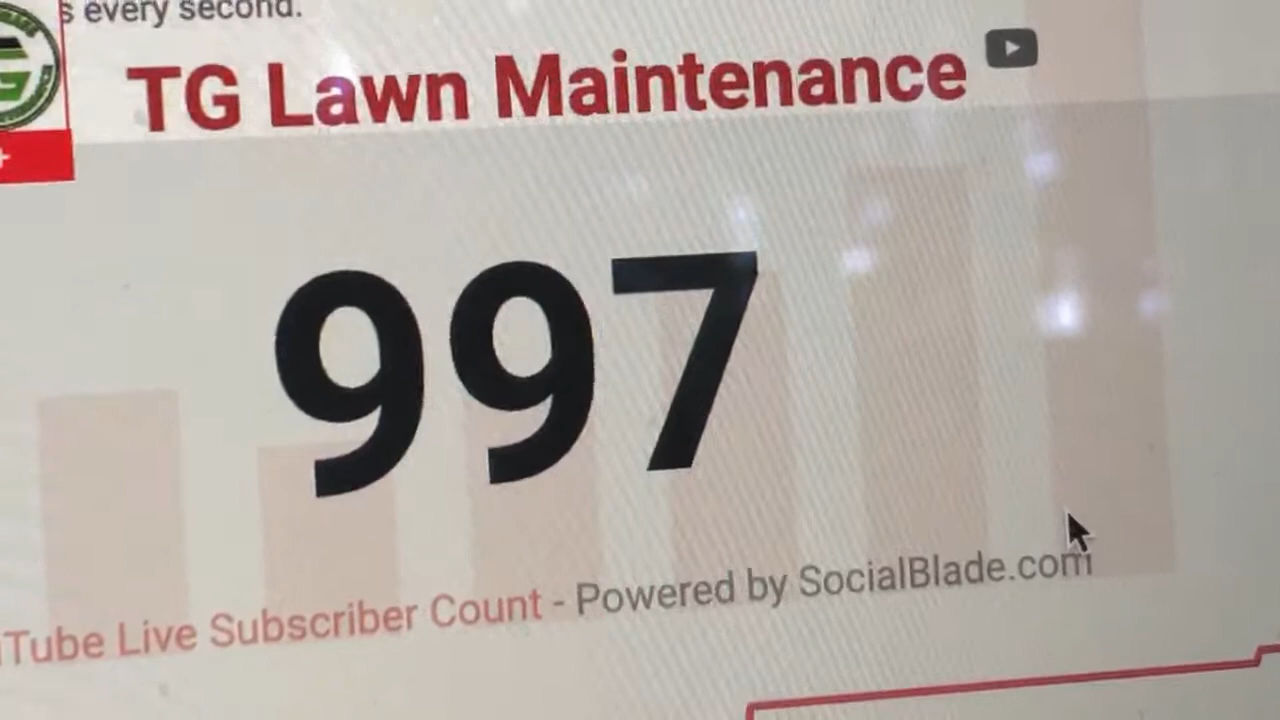 s every second.
TG Lawn Maintenance
997
Tube Live Subscriber Count - Powered by SocialBlade.com